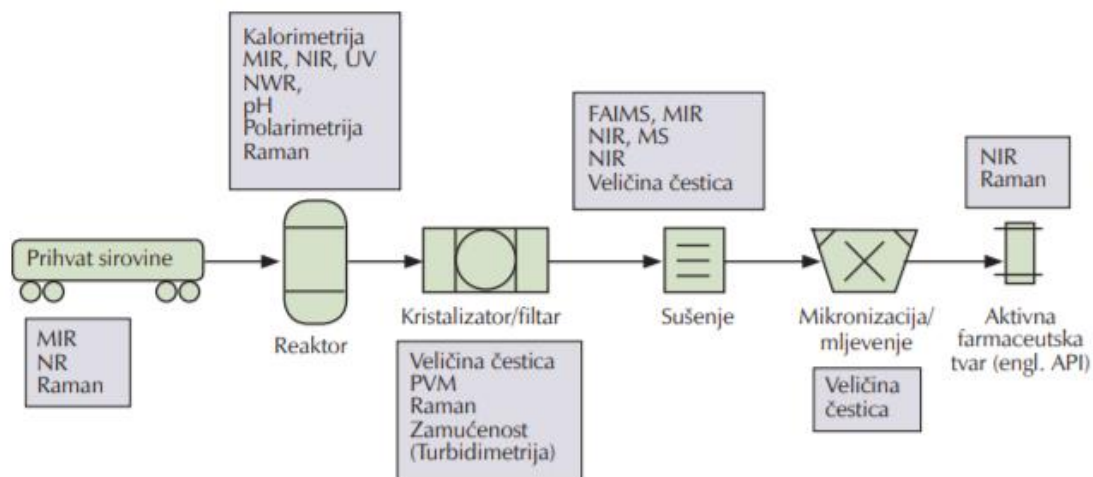 Kalorimetrija
MIR, NIR, UV
NWR,
pH
Polarimetrija
Raman
FAIMS, MIR
NIR, MS
NIR
Veličina čestica
NIR
Raman
Prihvat sirovine
MIR
NR
Raman
Reaktor
Kristalizator/filtar
Veličina čestica
PVM
Raman
Zamućenost
(Turbidimetrija)
Sušenje
Mikronizacija/
mljevenje
Veličina
čestica
Aktivna
farmaceutska
tvar (engl. API)